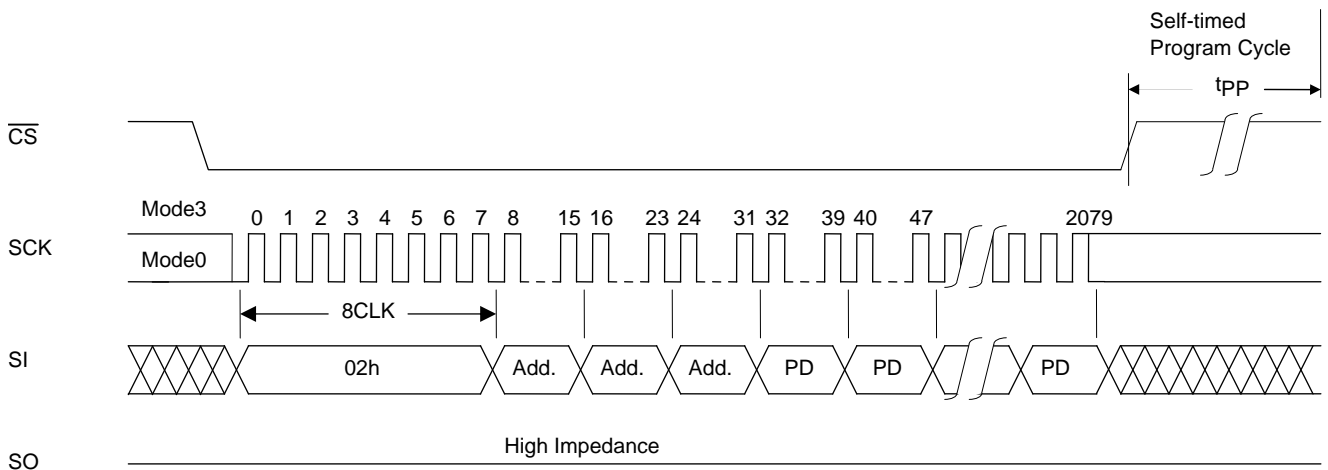 Self-timed
Program Cycle
tPP
CS
Mode3
0 1 2 3 4 5 6 7 8 15 16 23 24 31 32 39 40 47 2079
SCK
Mode0
8CLK
SI
02h Add. Add. Add. PD PD PD
High Impedance
SO